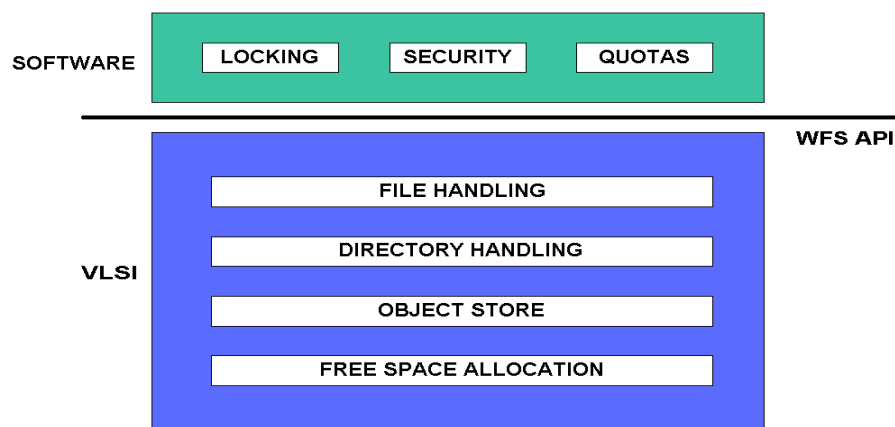 SOFTWARE
LOCKING
SECURITY
QUOTAS
WFS API
VLSI
FILE HANDLING
DIRECTORY HANDLING
OBJECT STORE
FREE SPACE ALLOCATION